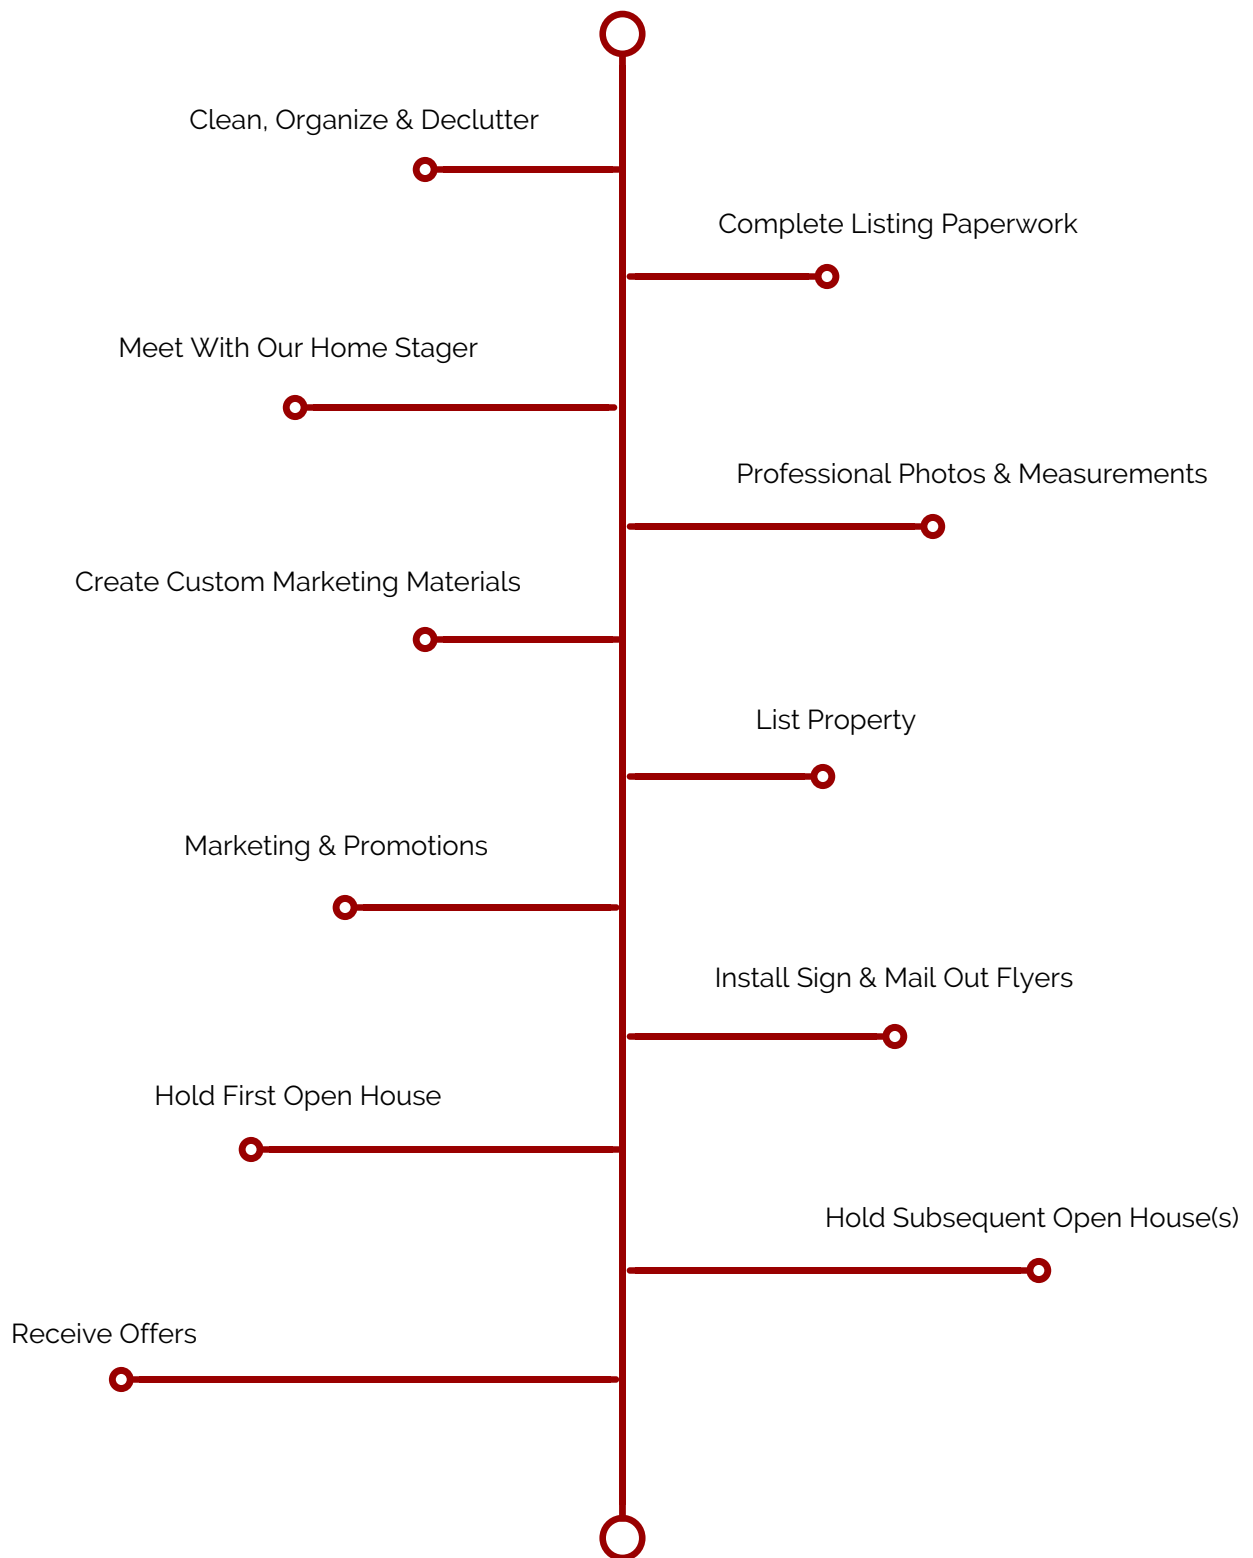 Clean, Organize & Declutter
Complete Listing Paperwork
Meet With Our Home Stager
Professional Photos & Measurements
Create Custom Marketing Materials
List Property
Marketing & Promotions
Install Sign & Mail Out Flyers
Hold First Open House
Hold Subsequent Open House(s)
Receive Offers